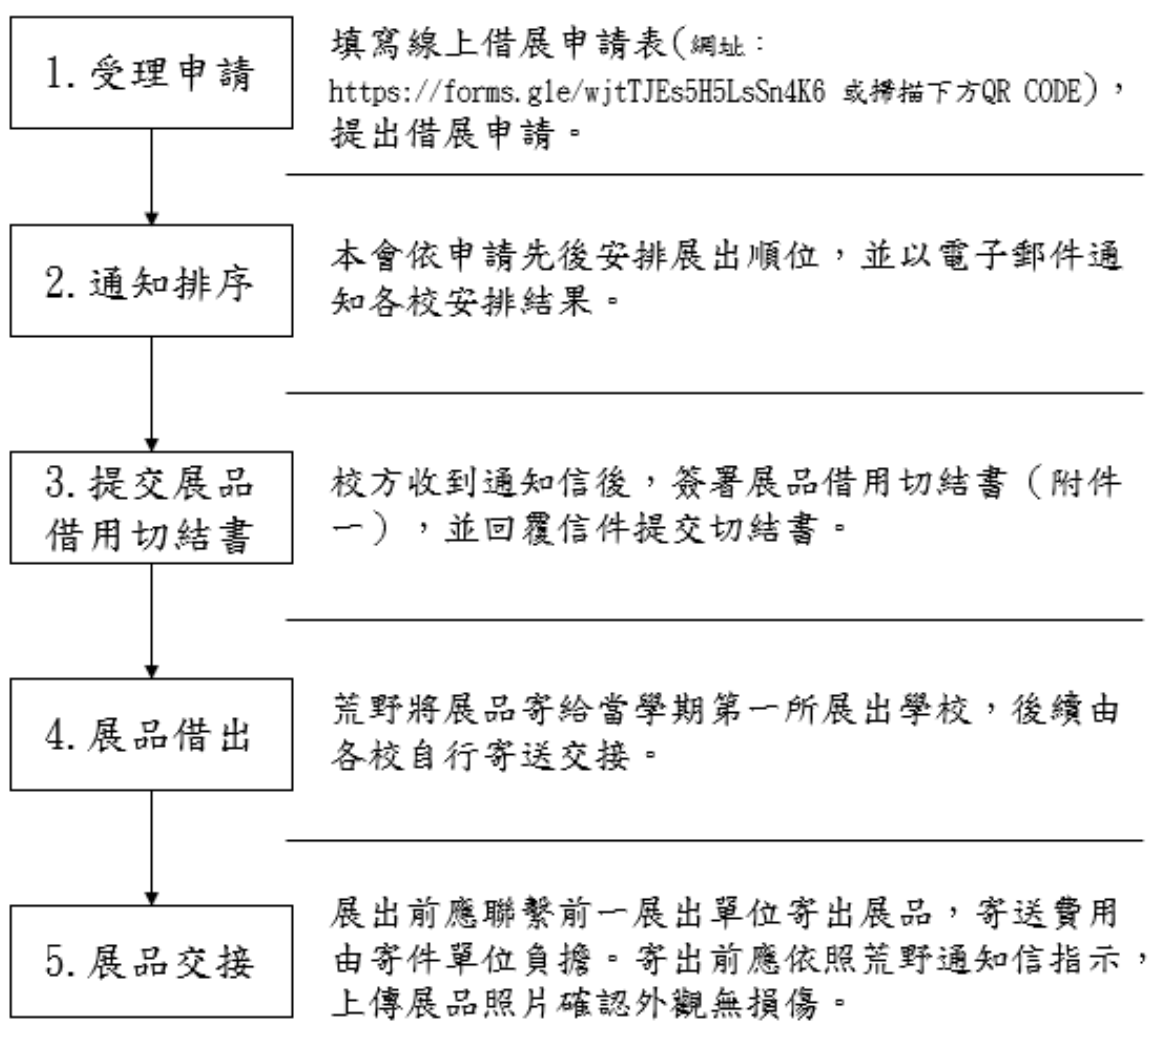 1.受理申請
填寫線上借展申請表(網址：
https://forms.gle/wjtTJEs5H5LsSn4K6 或掃描下方QR CODE)，
提出借展申請。
2.通知排序
本會依申請先後安排展出順位，並以電子郵件通
知各校安排結果。
3.提交展品
借用切結書
校方收到通知信後，簽署展品借用切結書（附件
一），並回覆信件提交切結書。
4.展品借出
荒野將展品寄給當學期第一所展出學校，後續由
各校自行寄送交接。
5.展品交接
展出前應聯繫前一展出單位寄出展品，寄送費用
由寄件單位負擔。寄出前應依照荒野通知信指示，
上傳展品照片確認外觀無損傷。